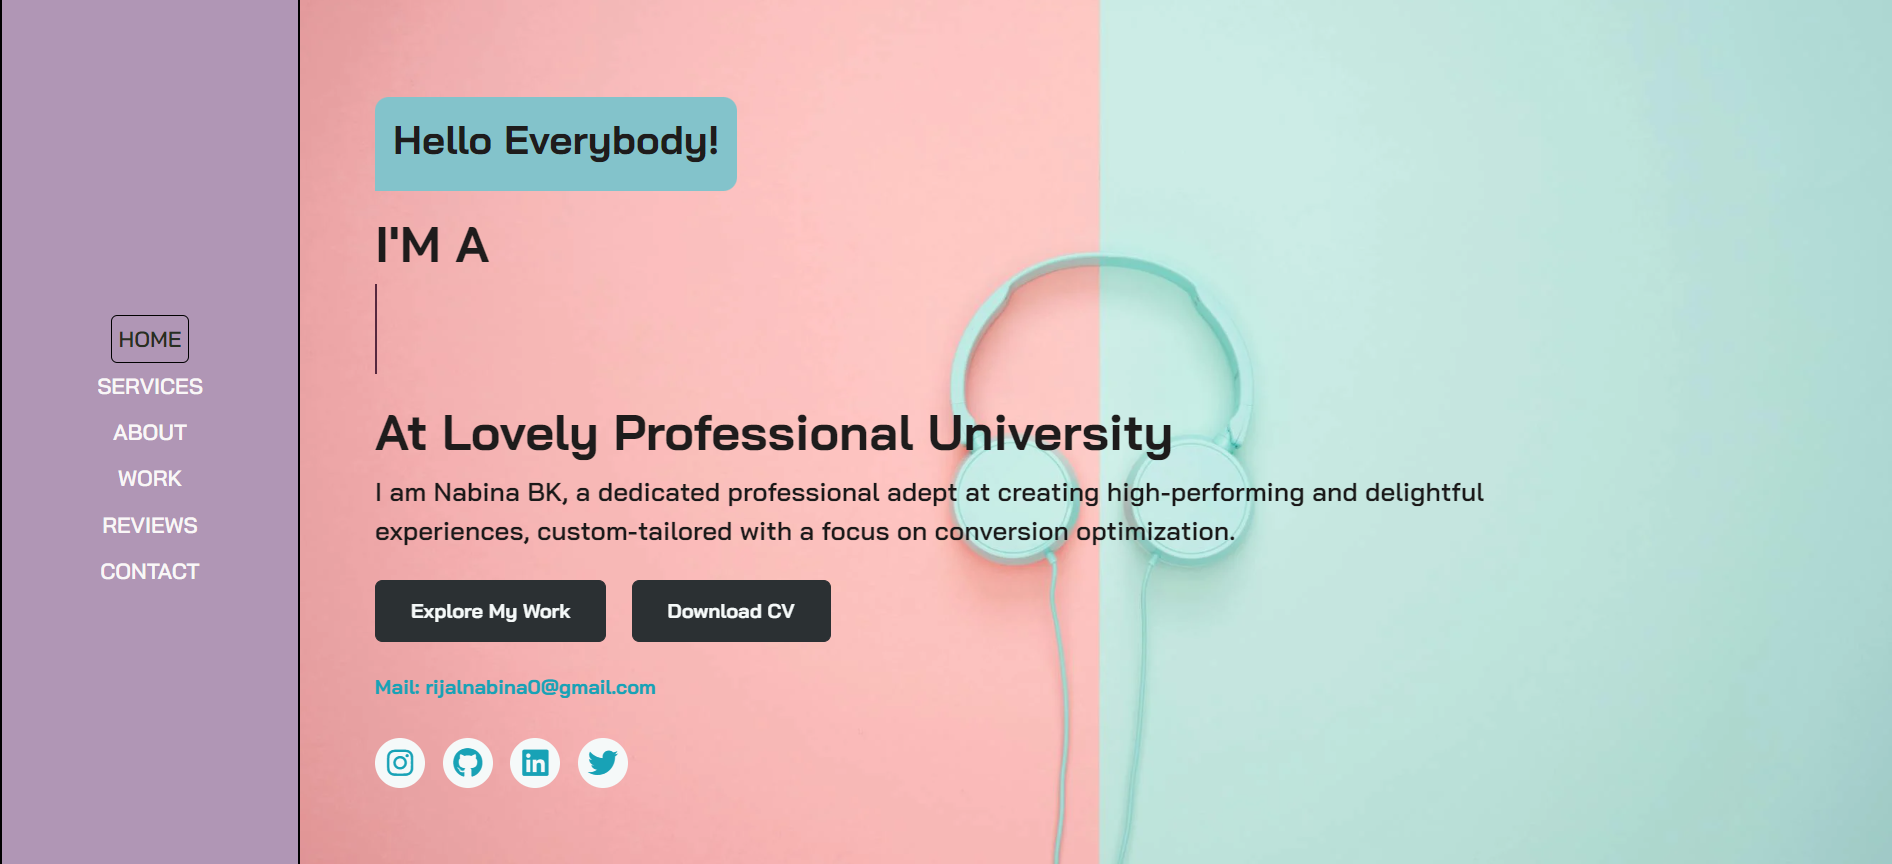 HOME
SERVICES
ABOUT
WORK
REVIEWS
CONTACT
Hello Everybody!
I'M A
At Lovely Professional University
I am Nabina BK, a dedicated professional adept at creating high-performing and delightful
experiences, custom-tailored with a focus on conversion optimization.
Explore My Work
Download CV
Mail: rijalnabina0@gmail.com